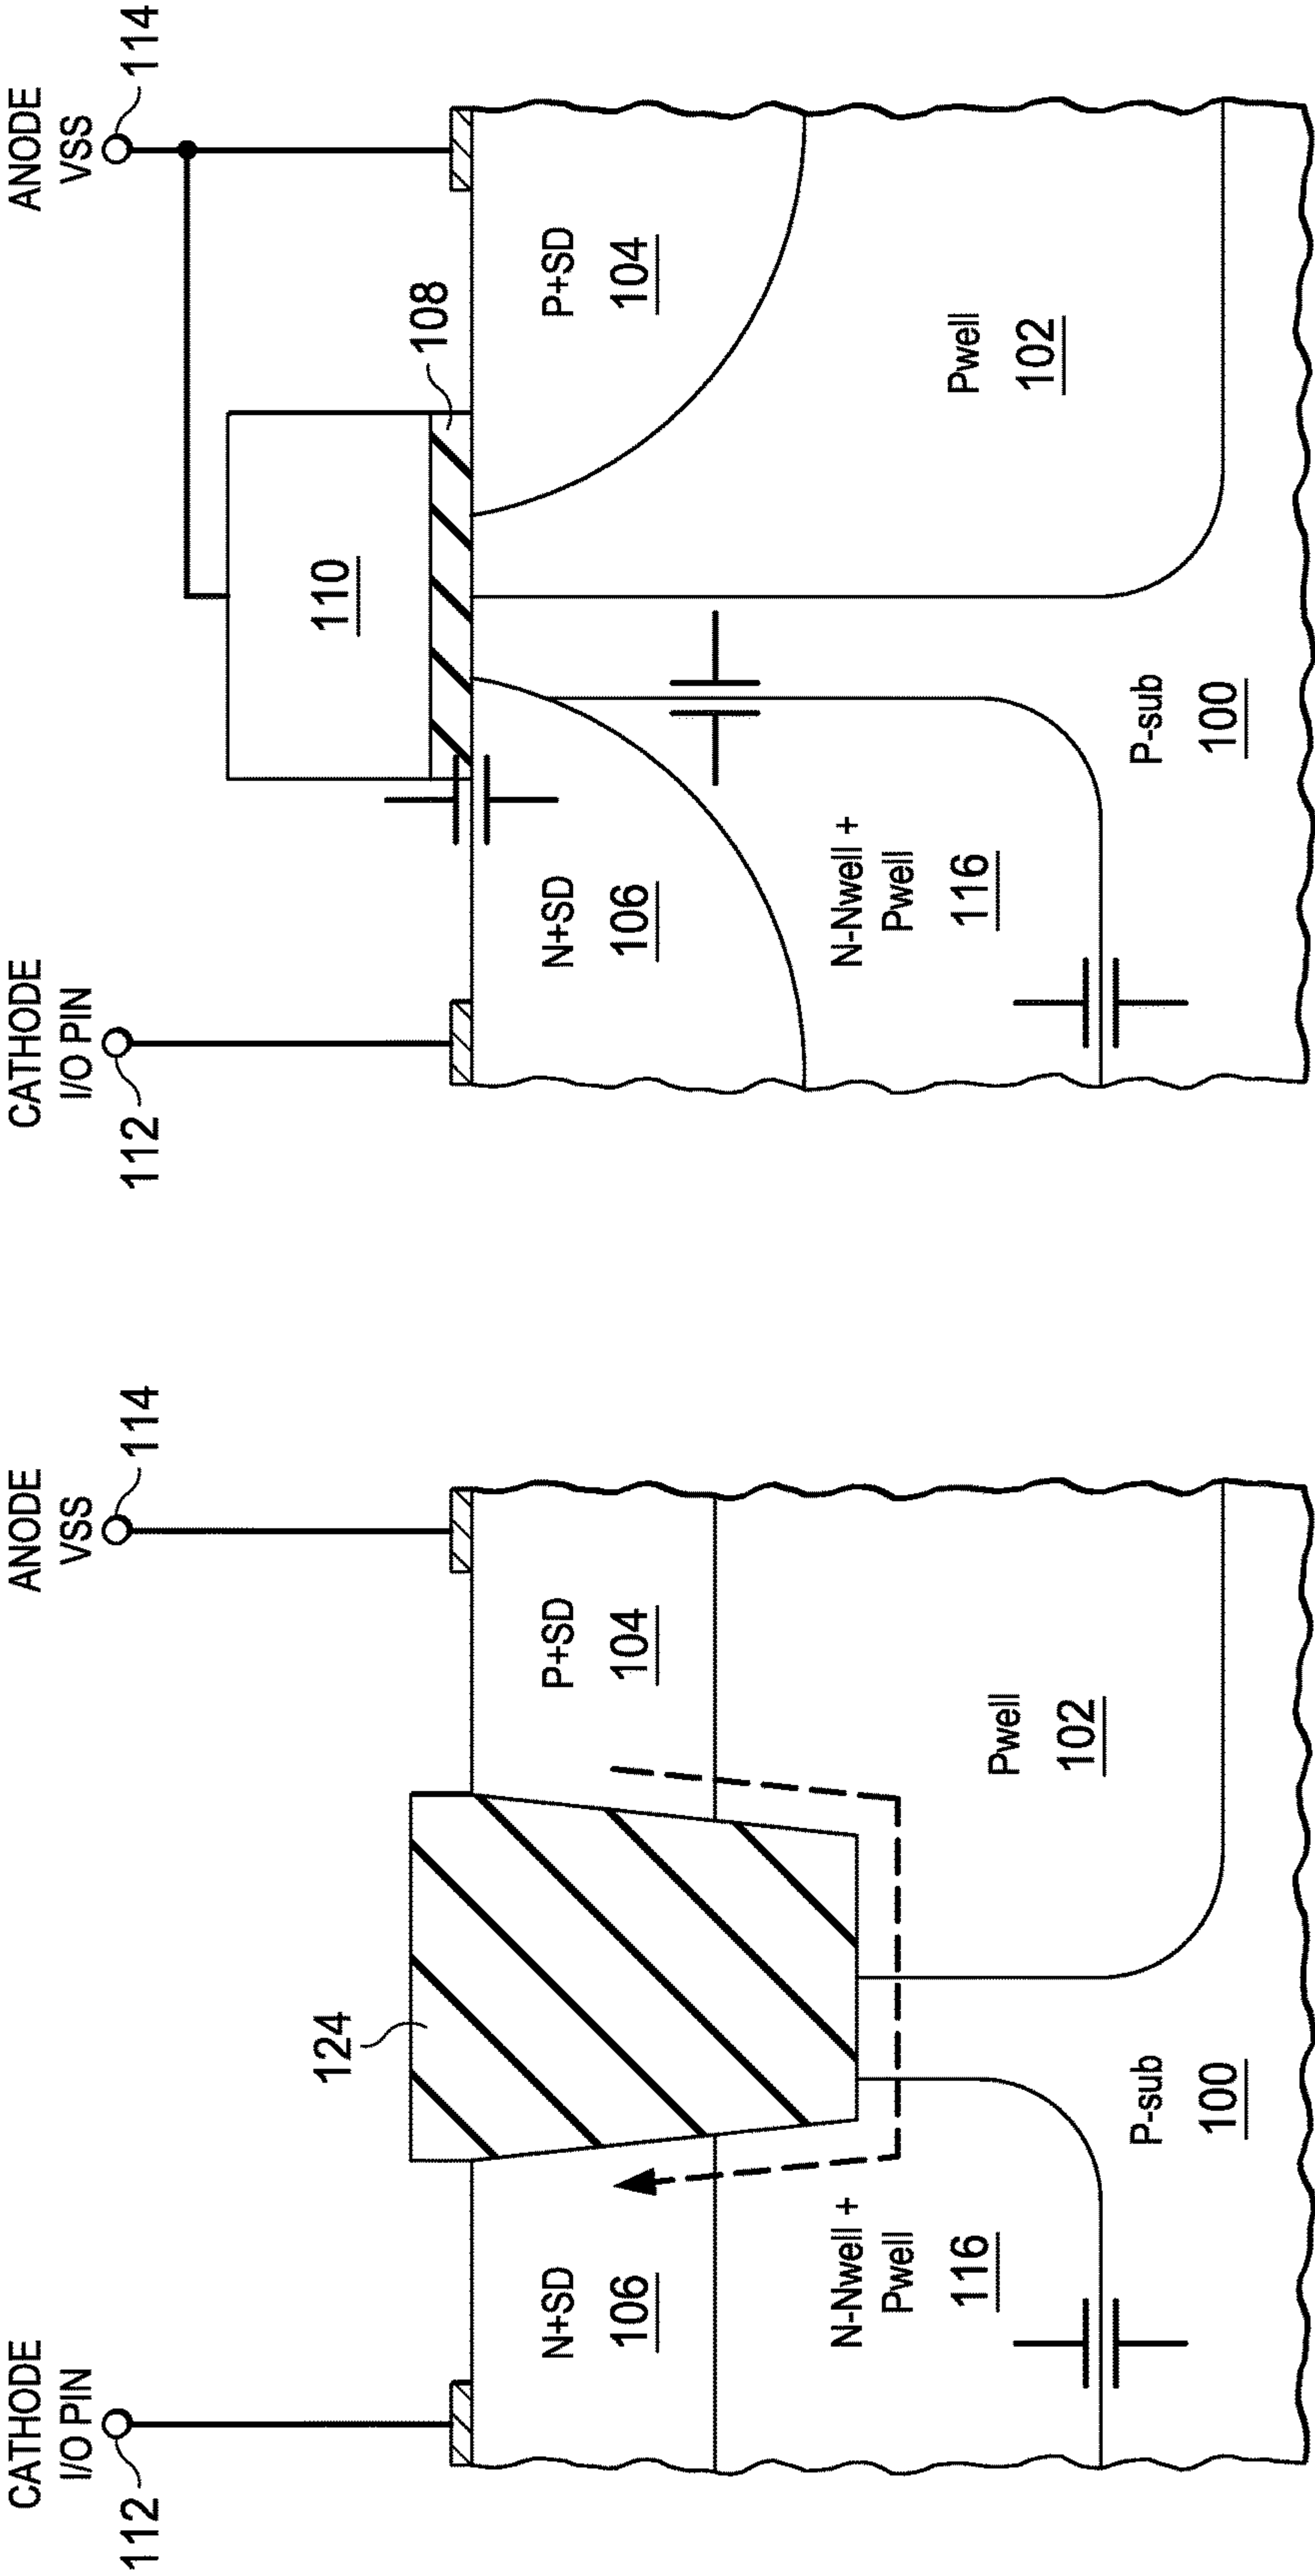 CATHODE
I/O PIN
112
ANODE
VSS
114
124
N+SD
106
P+SD
104
N-Nwell +
Pwell
116
Pwell
102
P-sub
100
CATHODE
I/O PIN
112
ANODE
VSS
114
110
108
N+SD
106
P+SD
104
N-Nwell +
Pwell
116
Pwell
102
P-sub
100